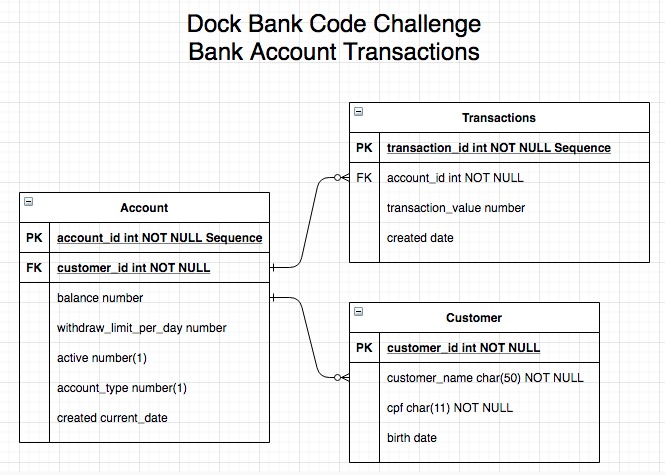 Dock Bank Code Challenge
Bank Account Transactions
Transactions
PK transaction_id int NOT NULL Sequence
FK account_id int NOT NULL
transaction_value number
created date
Account
PK account_id int NOT NULL Sequence
FK customer_id int NOT NULL
balance number
withdraw_limit_per_day number
active number(1)
account_type number(1)
created current_date
Customer
PK customer_id int NOT NULL
customer_name char(50) NOT NULL
cpf char(11) NOT NULL
birth date